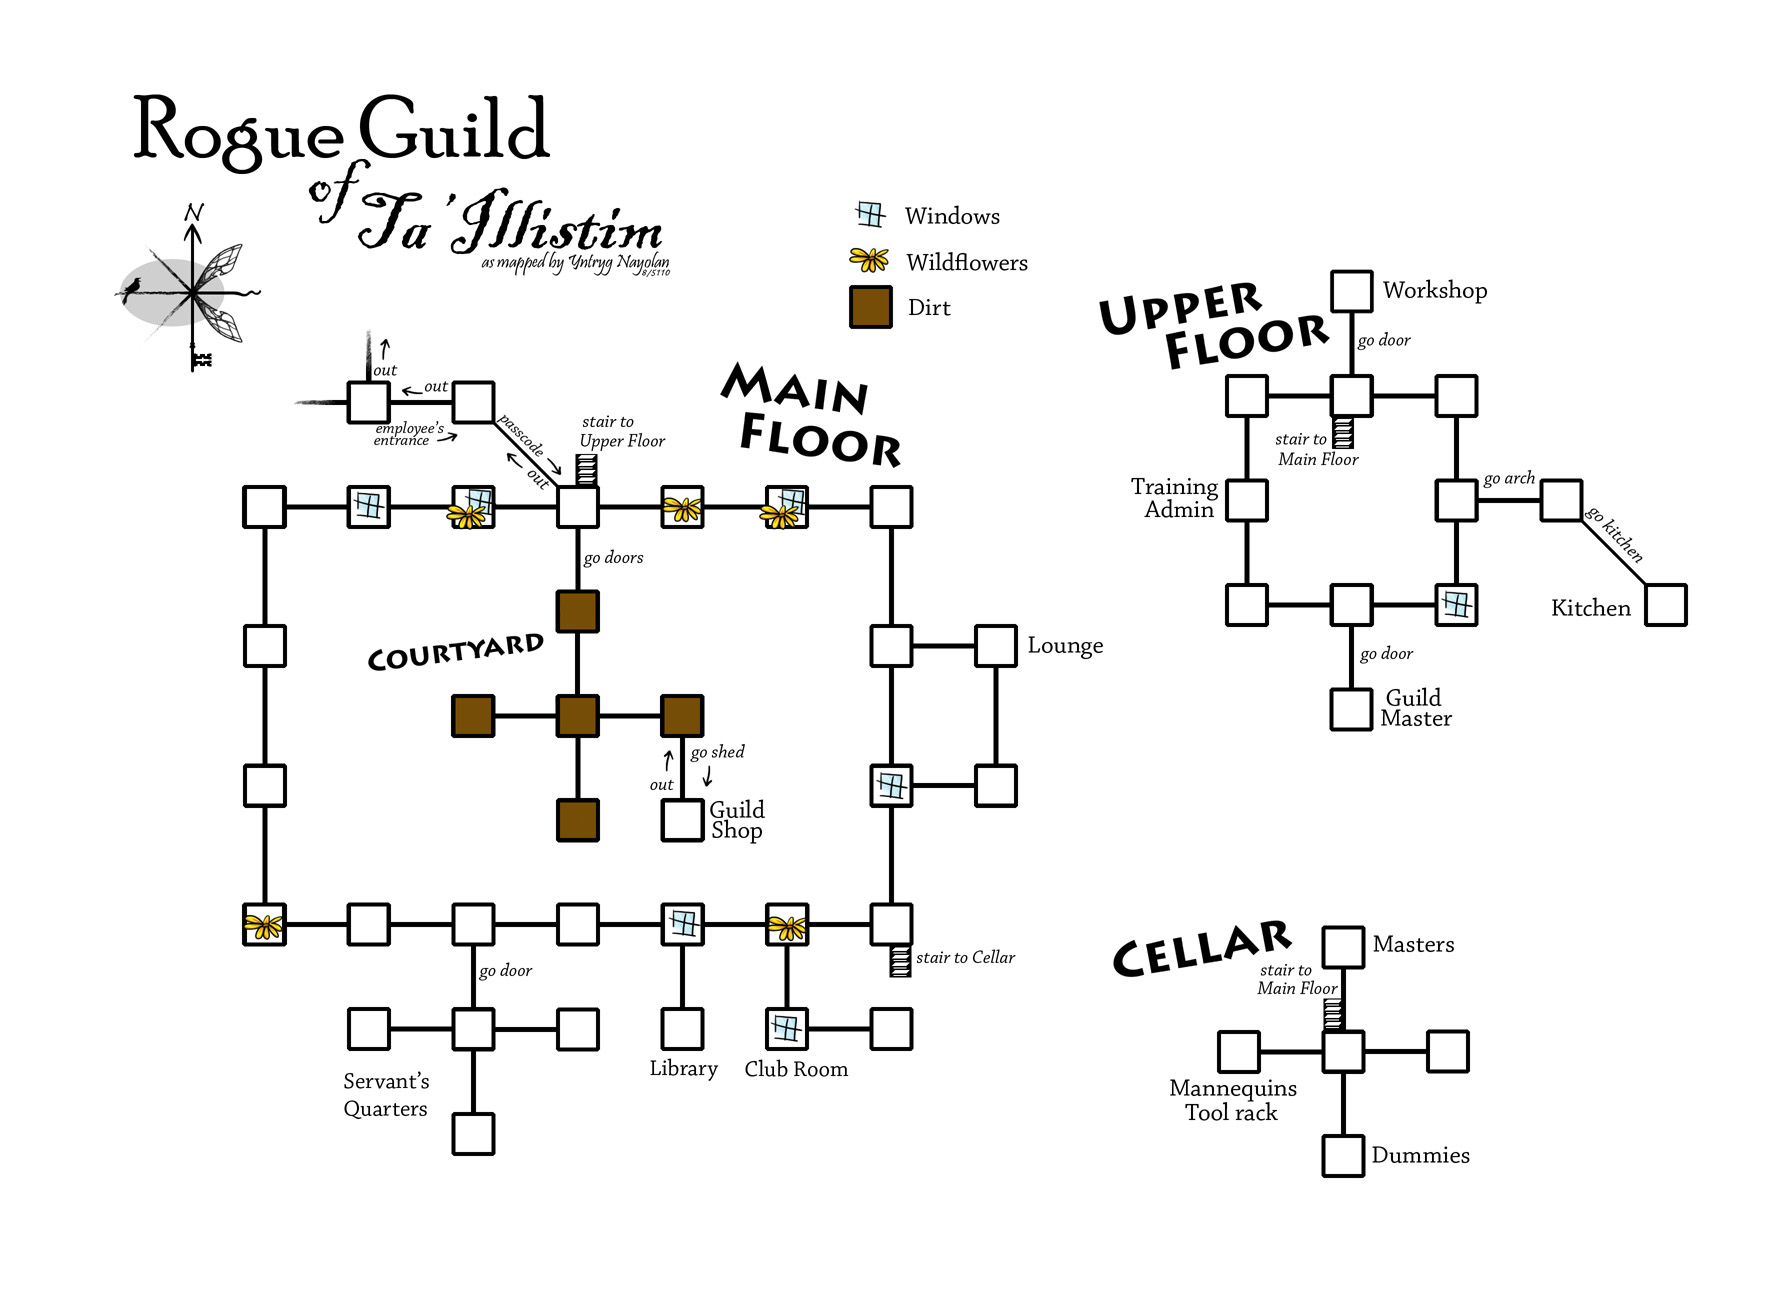 Rogue Guild
of
Ta'Illistim
as mapped by Yntryg Nayolan
8/5110
N
Windows
Wildflowers
Dirt
Main
Floor
out
out
employee's
entrance
passcode
out
stair to
Upper Floor
go doors
Courtyard
go shed
out
Guild
Shop
Lounge
stair to Cellar
go door
Servant's
Quarters
Library
Club Room
Upper
Floor
Workshop
go door
stair to
Main Floor
Training
Admin
go arch
go kitchen
Kitchen
go door
Guild
Master
Cellar
Masters
stair to
Main Floor
Mannequins
Tool rack
Dummies